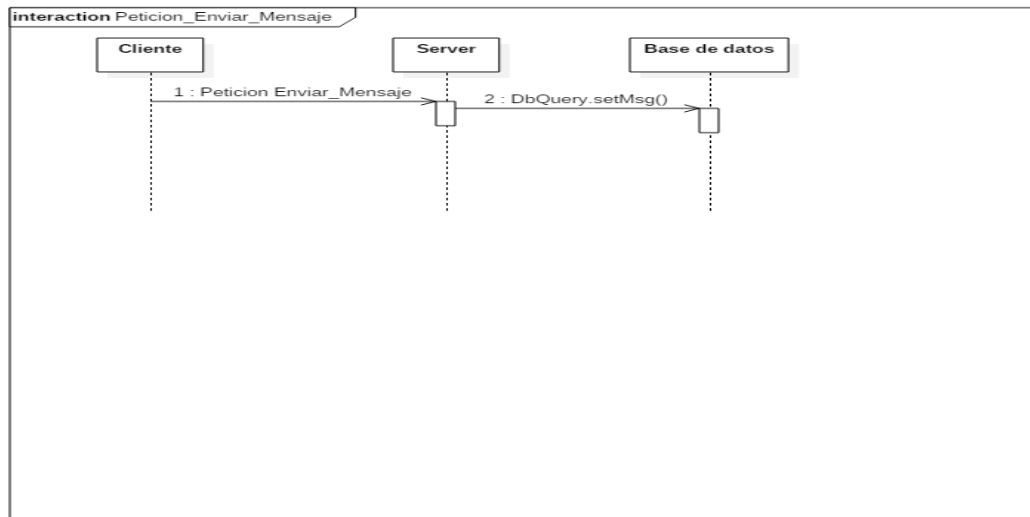 interaction Peticion_Enviar_Mensaje
Cliente
Server
Base de datos
1 : Peticion Enviar_Mensaje
2 : DbQuery.setMsg()